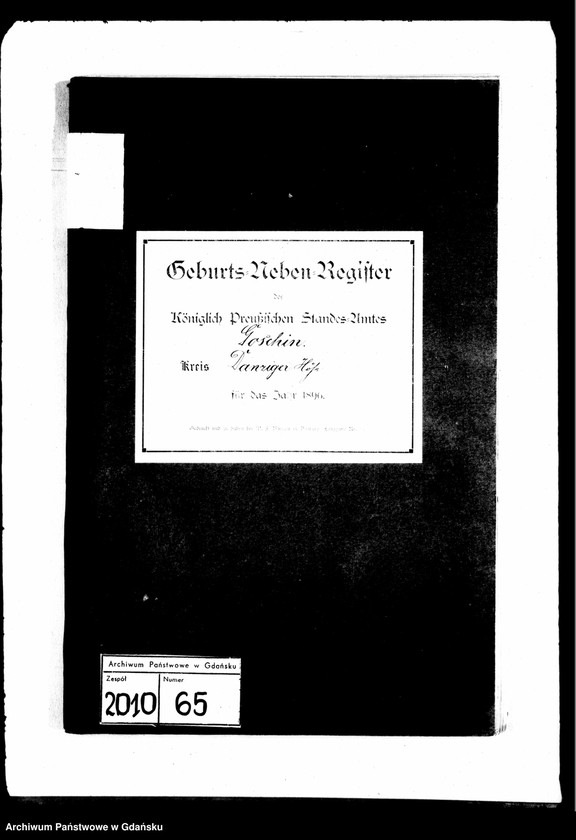 Geburts-Neben-Register
des
Königlich Preußischen Standes-Amtes
Goschin.
Kreis Danziger Höhe
für das Jahr 1896.
Archiwum Państwowe w Gdańsku
Zespół Numer
2010 65
Archiwum Państwowe w Gdańsku